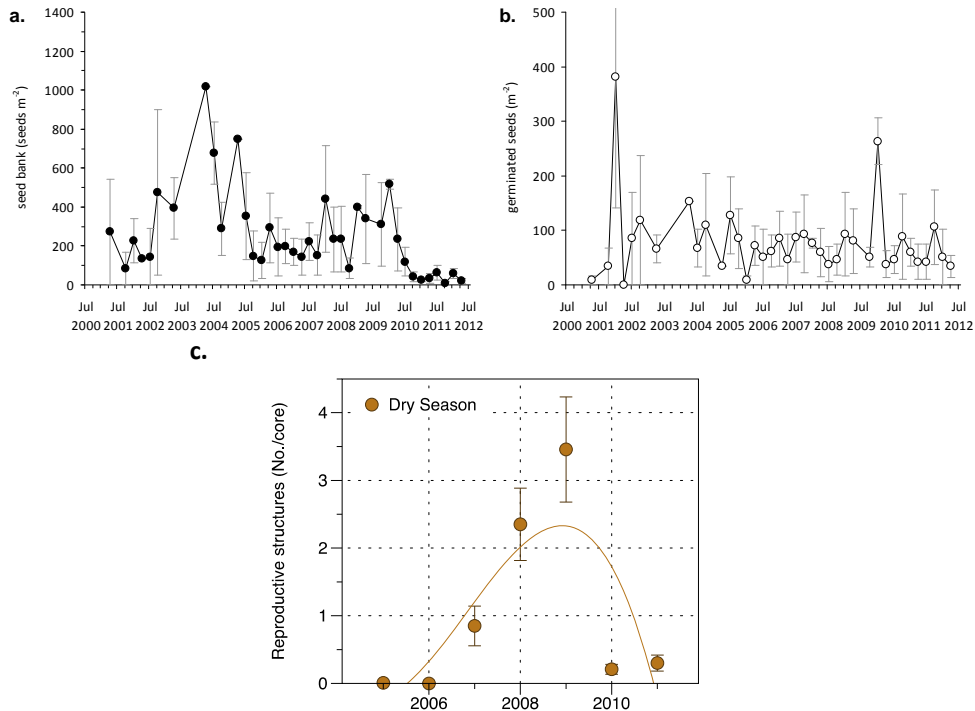 a.
seed bank (seeds m⁻²)
1400
1200
1000
800
600
400
200
0
Jul Jul Jul Jul Jul Jul Jul Jul Jul Jul Jul Jul Jul
2000 2001 2002 2003 2004 2005 2006 2007 2008 2009 2010 2011 2012
b.
germinated seeds (m⁻²)
500
400
300
200
100
0
Jul Jul Jul Jul Jul Jul Jul Jul Jul Jul Jul Jul Jul
2000 2001 2002 2003 2004 2005 2006 2007 2008 2009 2010 2011 2012
c.
Reproductive structures (No./core)
Dry Season
4
3
2
1
0
2006 2008 2010